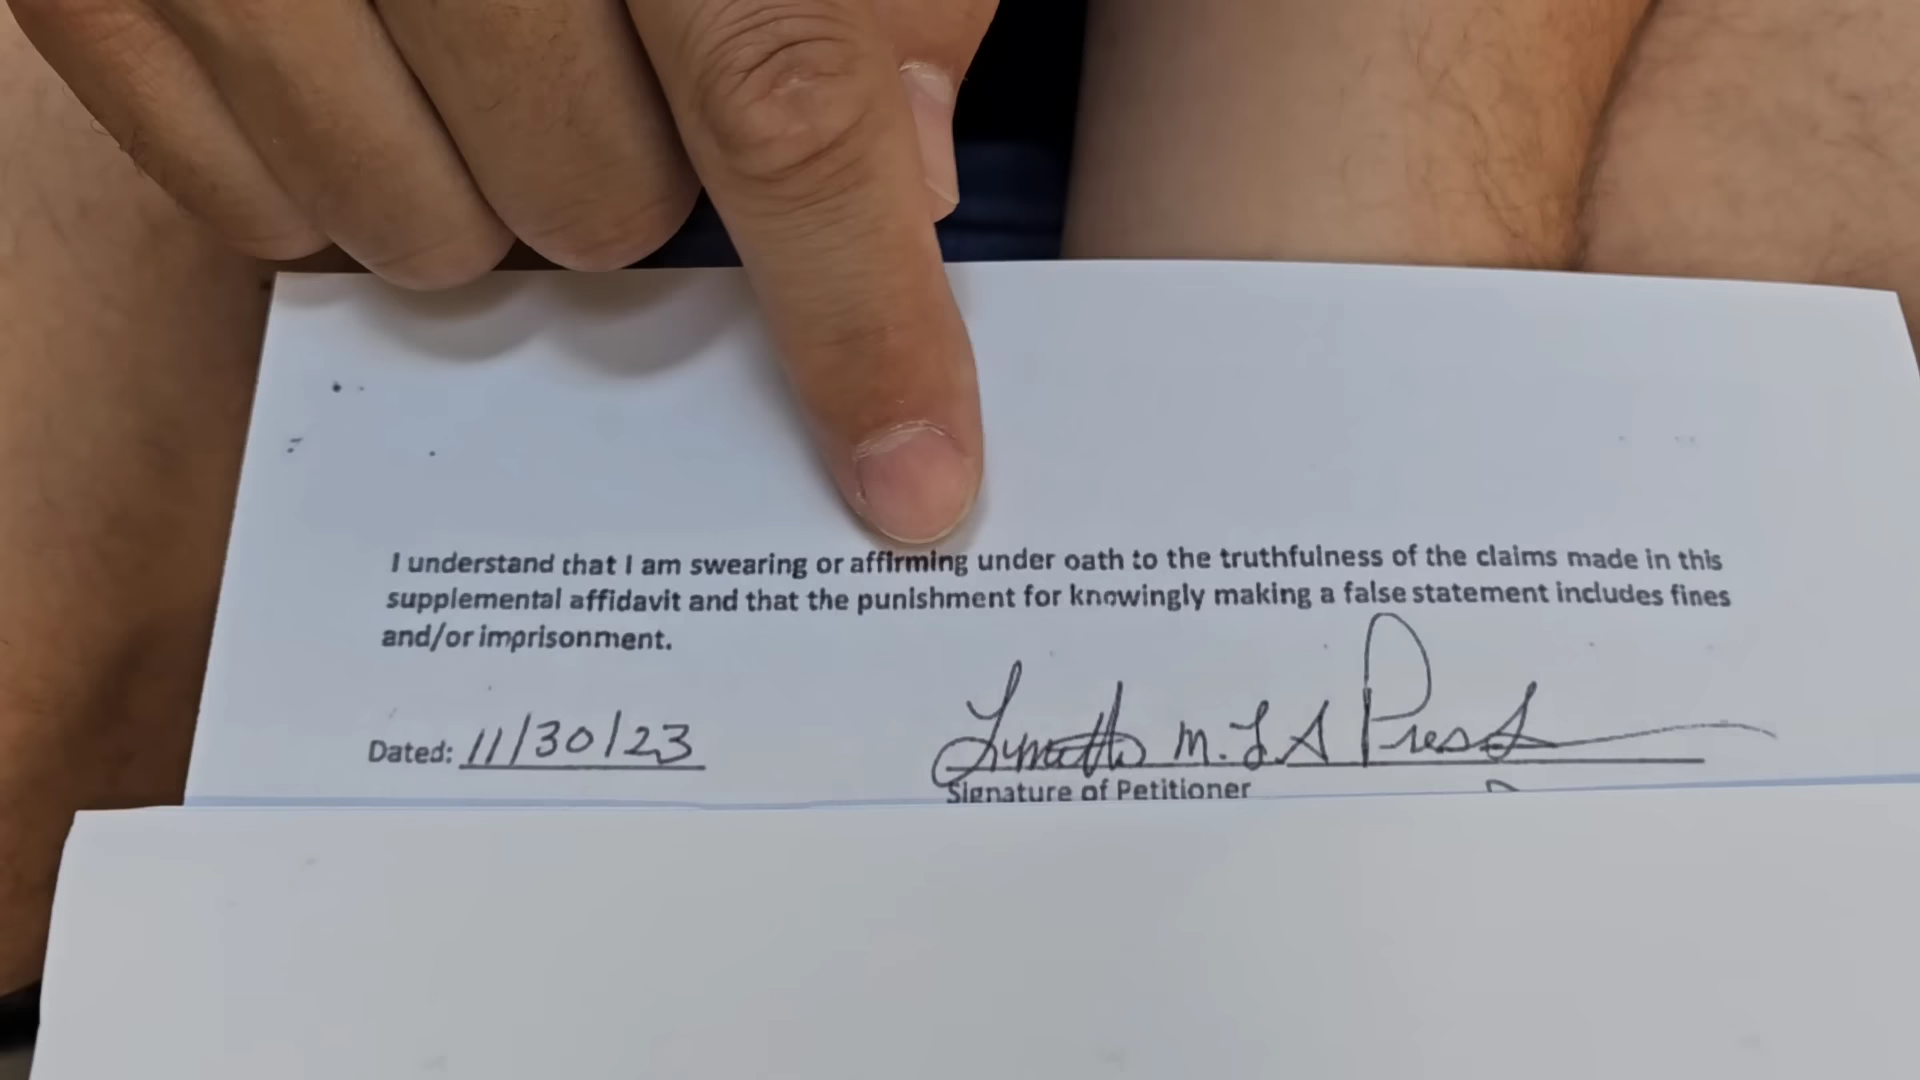 I understand that I am swearing or affirming under oath to the truthfulness of the claims made in this
supplemental affidavit and that the punishment for knowingly making a false statement includes fines
and/or imprisonment.
Dated: 11/30/23
M.
Signature of Petitioner